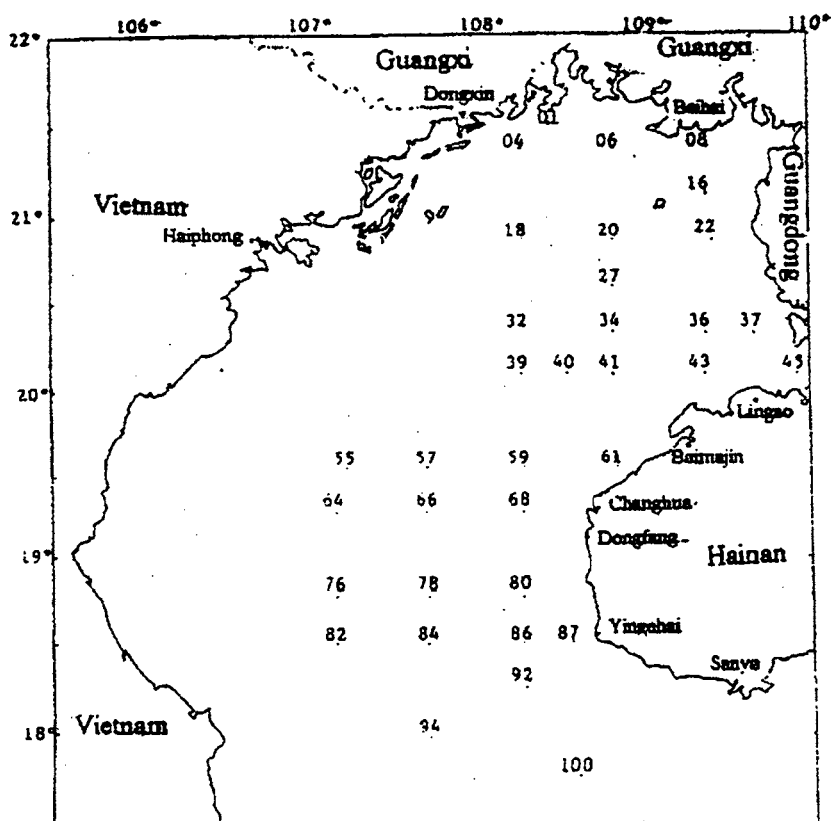 106° 107° 108° 109° 110°
22°
Guangxi Guangxi
Dongxin Beihai
01
04 06 08
16
Guangdong
Vietnam
21°
Haiphong 18 20 22
27
32 34 36 37
39 40 41 43 45
20°
Lingao
55 57 59 61 Baimajin
64 66 68 Changhua
Dongfang
19° Hainan
76 78 80
82 84 86 87 Yingehai
Sanya
92
Vietnam 94
18°
100